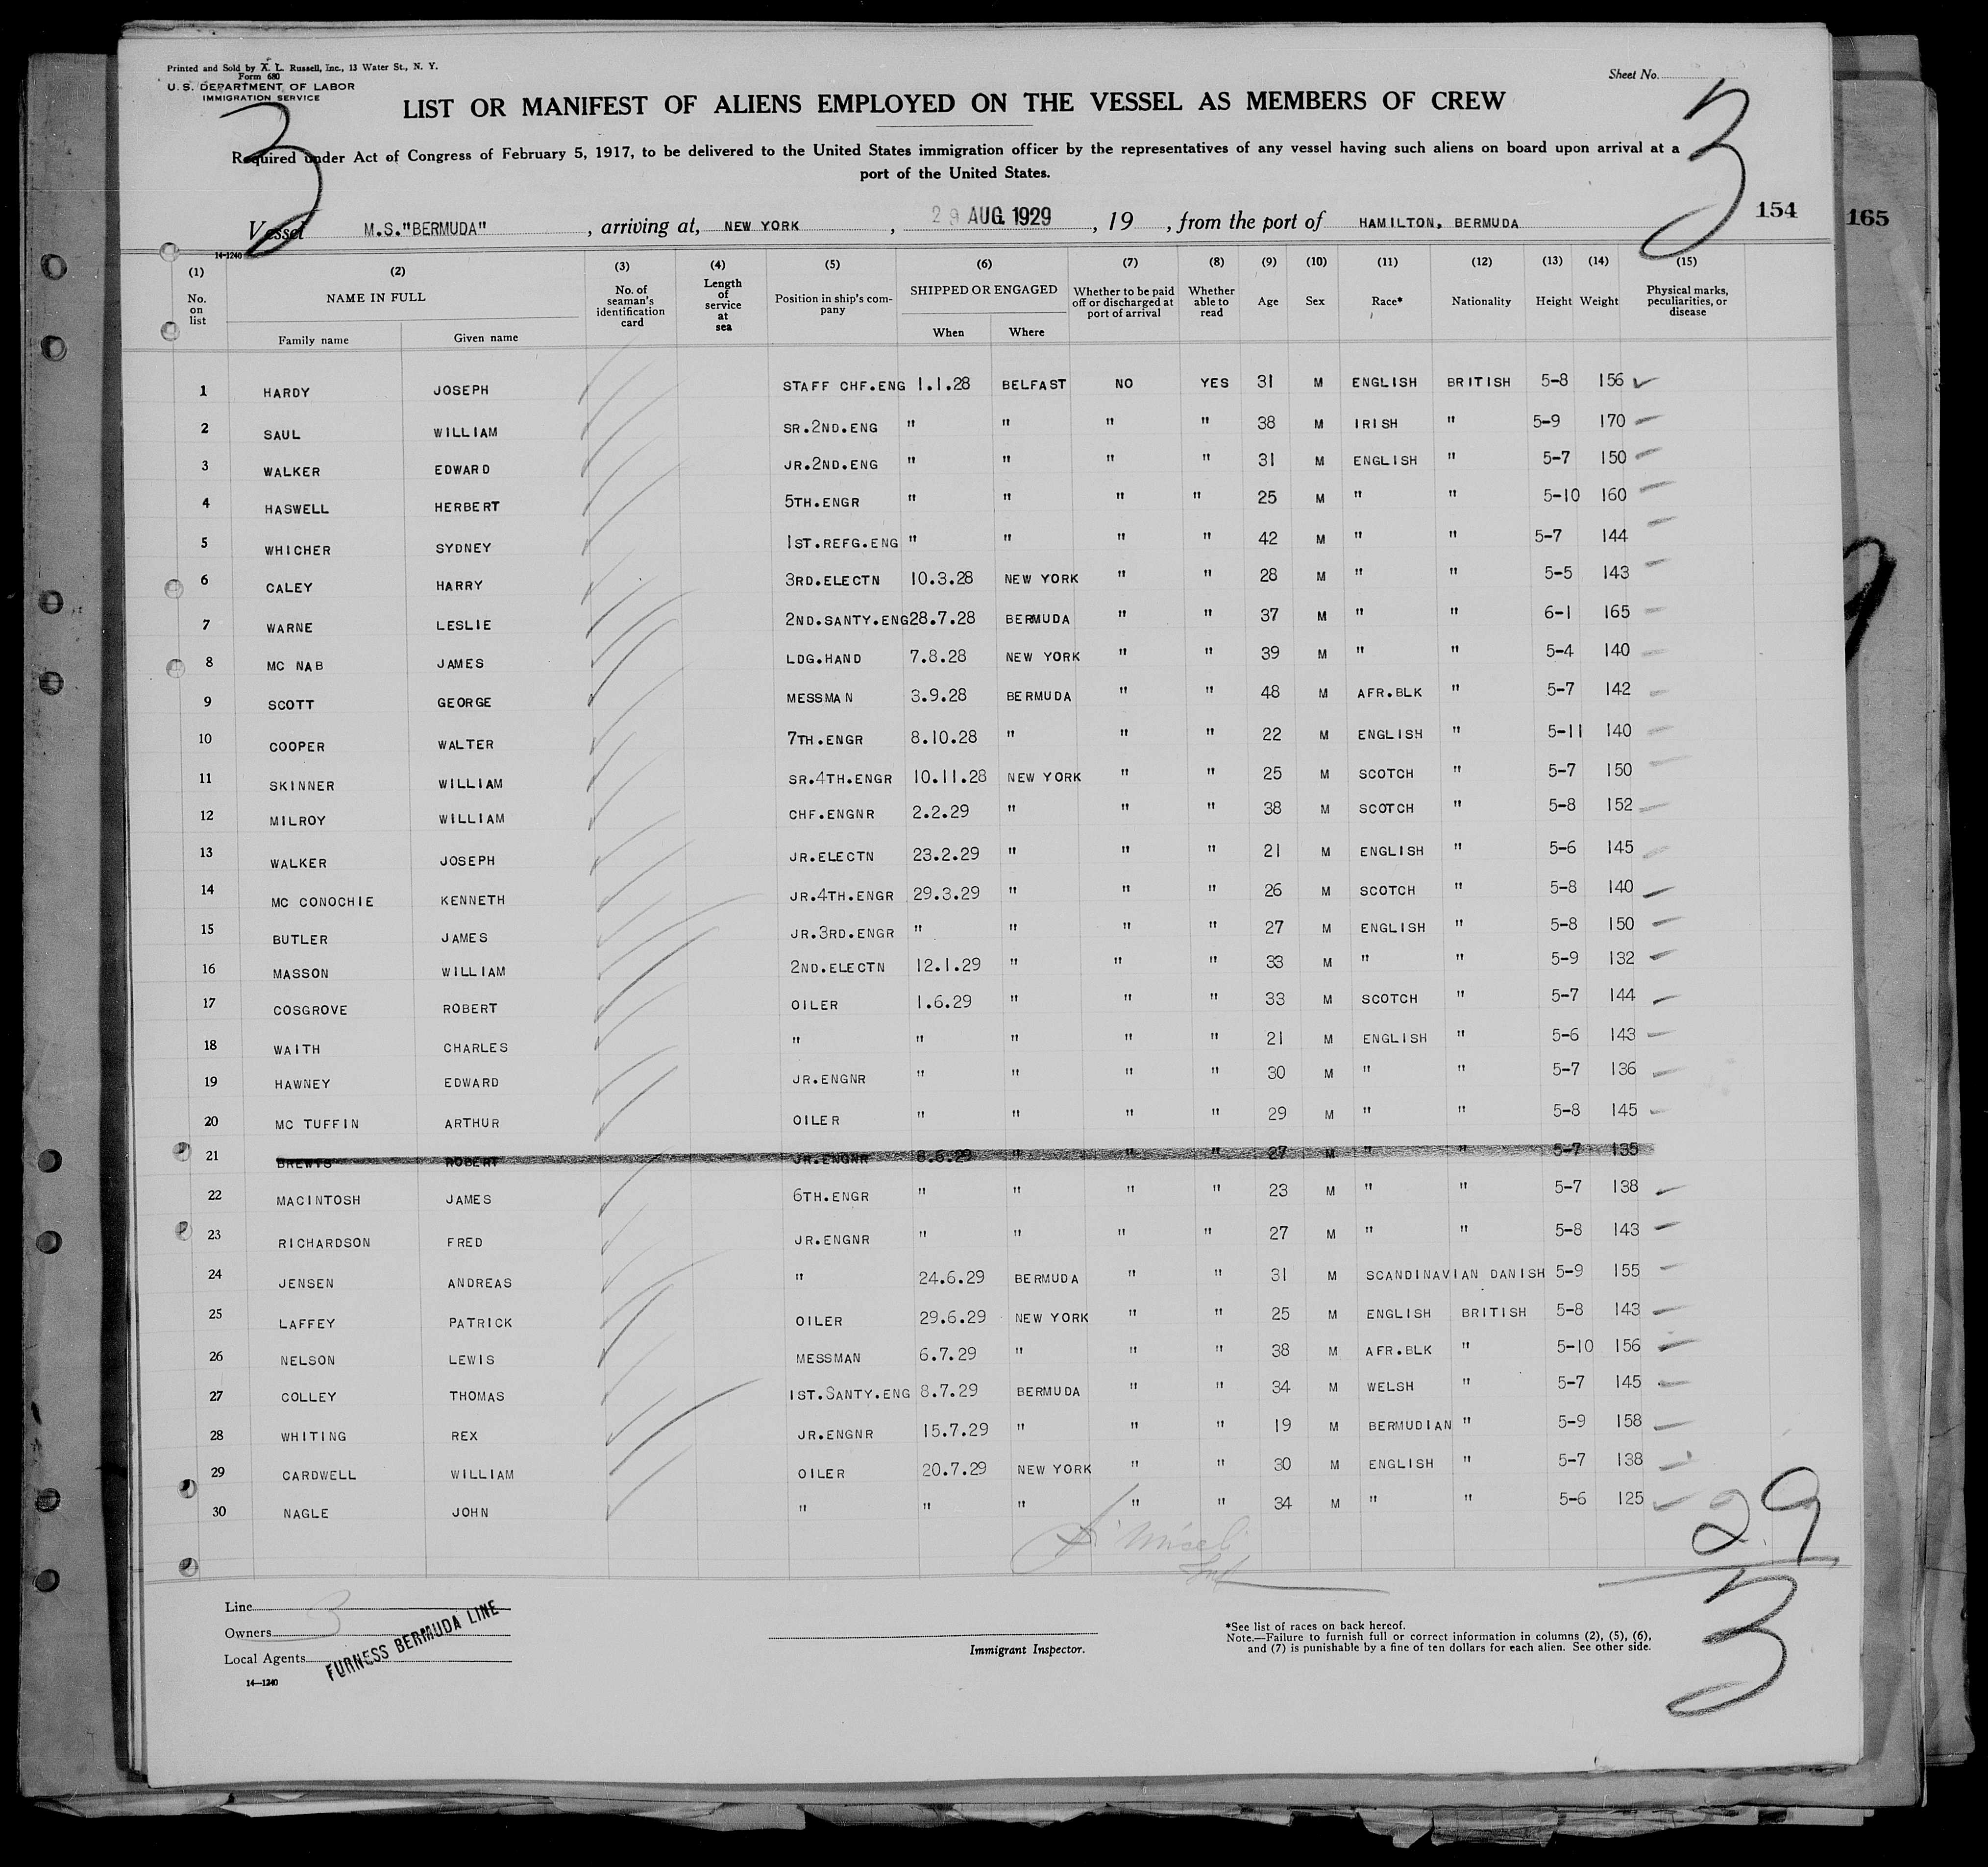 Printed and Sold by A. L. Russell, Inc., 13 Water St., N. Y.
Form 680
U. S. DEPARTMENT OF LABOR
IMMIGRATION SERVICE
Sheet No.
3
3
LIST OR MANIFEST OF ALIENS EMPLOYED ON THE VESSEL AS MEMBERS OF CREW
Required under Act of Congress of February 5, 1917, to be delivered to the United States immigration officer by the representatives of any vessel having such aliens on board upon arrival at a
port of the United States.
154
165
Vessel M.S."BERMUDA", arriving at, NEW YORK, 29 AUG. 1929, 19 , from the port of HAMILTON, BERMUDA
14-1240
(1) (2) (3) (4) (5) (6) (7) (8) (9) (10) (11) (12) (13) (14) (15)
No. on list NAME IN FULL No. of seaman's identification card Length of service at sea Position in ship's company SHIPPED OR ENGAGED Whether to be paid off or discharged at port of arrival Whether able to read Age Sex Race* Nationality Height Weight Physical marks, peculiarities, or disease
Family name Given name When Where
1 HARDY JOSEPH STAFF CHF.ENG 1.1.28 BELFAST NO YES 31 M ENGLISH BRITISH 5-8 156
2 SAUL WILLIAM SR.2ND.ENG " " " " 38 M IRISH " 5-9 170
3 WALKER EDWARD JR.2ND.ENG " " " " 31 M ENGLISH " 5-7 150
4 HASWELL HERBERT 5TH.ENGR " " " " 25 M " " 5-10 160
5 WHICHER SYDNEY 1ST.REFG.ENG " " " " 42 M " " 5-7 144
6 CALEY HARRY 3RD.ELECTN 10.3.28 NEW YORK " " 28 M " " 5-5 143
7 WARNE LESLIE 2ND.SANTY.ENG 28.7.28 BERMUDA " " 37 M " " 6-1 165
8 MC NAB JAMES LDG.HAND 7.8.28 NEW YORK " " 39 M " " 5-4 140
9 SCOTT GEORGE MESSMAN 3.9.28 BERMUDA " " 48 M AFR.BLK " 5-7 142
10 COOPER WALTER 7TH.ENGR 8.10.28 " " " 22 M ENGLISH " 5-11 140
11 SKINNER WILLIAM SR.4TH.ENGR 10.11.28 NEW YORK " " 25 M SCOTCH " 5-7 150
12 MILROY WILLIAM CHF.ENGNR 2.2.29 " " " 38 M SCOTCH " 5-8 152
13 WALKER JOSEPH JR.ELECTN 23.2.29 " " " 21 M ENGLISH " 5-6 145
14 MC CONOCHIE KENNETH JR.4TH.ENGR 29.3.29 " " " 26 M SCOTCH " 5-8 140
15 BUTLER JAMES JR.3RD.ENGR " " " " 27 M ENGLISH " 5-8 150
16 MASSON WILLIAM 2ND.ELECTN 12.1.29 " " " 33 M " " 5-9 132
17 COSGROVE ROBERT OILER 1.6.29 " " " 33 M SCOTCH " 5-7 144
18 WAITH CHARLES " " " " " 21 M ENGLISH " 5-6 143
19 HAWNEY EDWARD JR.ENGNR " " " " 30 M " " 5-7 136
20 MC TUFFIN ARTHUR OILER " " " " 29 M " " 5-8 145
21 ROBERT JR.ENGNR 8.6.29 " " " 27 M " " 5-7 135
22 MACINTOSH JAMES 6TH.ENGR " " " " 23 M " " 5-7 138
23 RICHARDSON FRED JR.ENGNR " " " " 27 M " " 5-8 143
24 JENSEN ANDREAS " 24.6.29 BERMUDA " " 31 M SCANDINAVIAN DANISH 5-9 155
25 LAFFEY PATRICK OILER 29.6.29 NEW YORK " " 25 M ENGLISH BRITISH 5-8 143
26 NELSON LEWIS MESSMAN 6.7.29 " " " 38 M AFR.BLK " 5-10 156
27 COLLEY THOMAS 1ST.SANTY.ENG 8.7.29 BERMUDA " " 34 M WELSH " 5-7 145
28 WHITING REX JR.ENGNR 15.7.29 " " " 19 M BERMUDIAN " 5-9 158
29 CARDWELL WILLIAM OILER 20.7.29 NEW YORK " " 30 M ENGLISH " 5-7 138
30 NAGLE JOHN " " " " " 34 M " " 5-6 125
29
3
Line
Owners 3
Local Agents
FURNESS BERMUDA LINE
14-1240
Immigrant Inspector.
*See list of races on back hereof.
Note.—Failure to furnish full or correct information in columns (2), (5), (6),
and (7) is punishable by a fine of ten dollars for each alien. See other side.